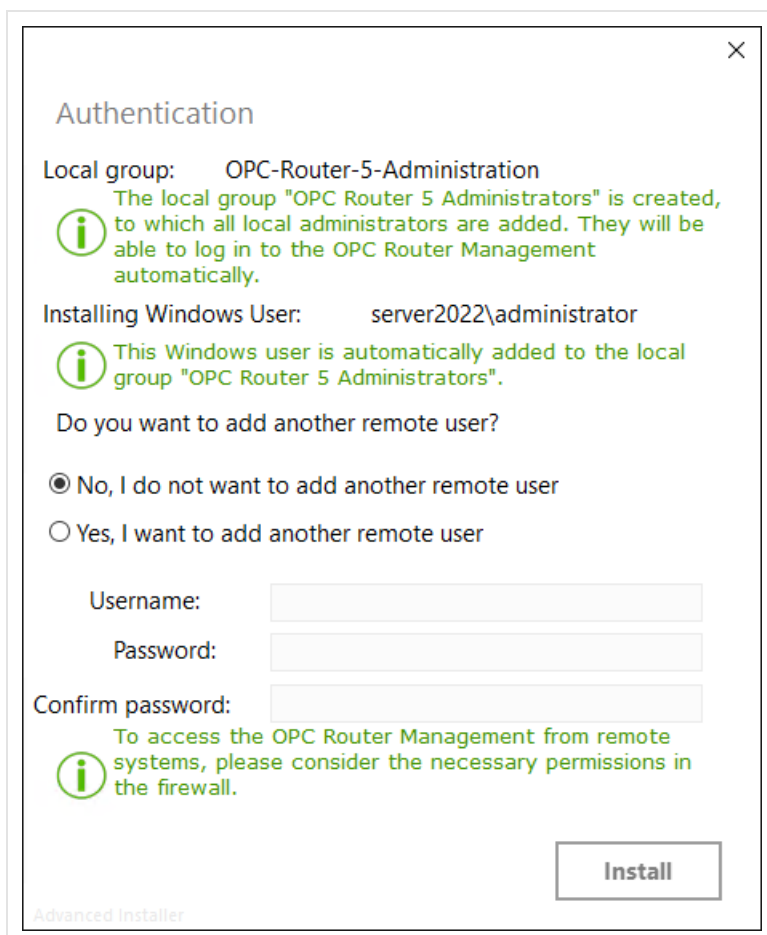 Authentication
Local group: OPC-Router-5-Administration
The local group "OPC Router 5 Administrators" is created,
to which all local administrators are added. They will be
able to log in to the OPC Router Management
automatically.
Installing Windows User: server2022\administrator
This Windows user is automatically added to the local
group "OPC Router 5 Administrators".
Do you want to add another remote user?
No, I do not want to add another remote user
Yes, I want to add another remote user
Username:
Password:
Confirm password:
To access the OPC Router Management from remote
systems, please consider the necessary permissions in
the firewall.
Install
Advanced Installer